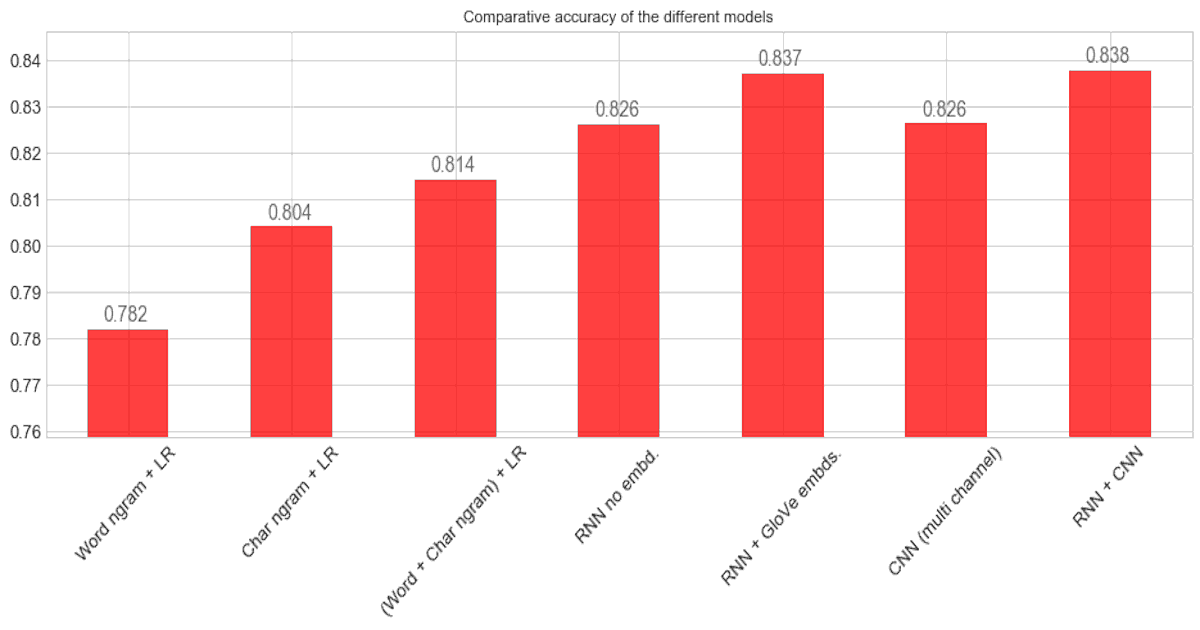 Comparative accuracy of the different models
0.84
0.83
0.82
0.81
0.80
0.79
0.78
0.77
0.76
0.782
0.804
0.814
0.826
0.837
0.826
0.838
Word ngram + LR
Char ngram + LR
(Word + Char ngram) + LR
RNN no embd.
RNN + GloVe embds.
CNN (multi channel)
RNN + CNN